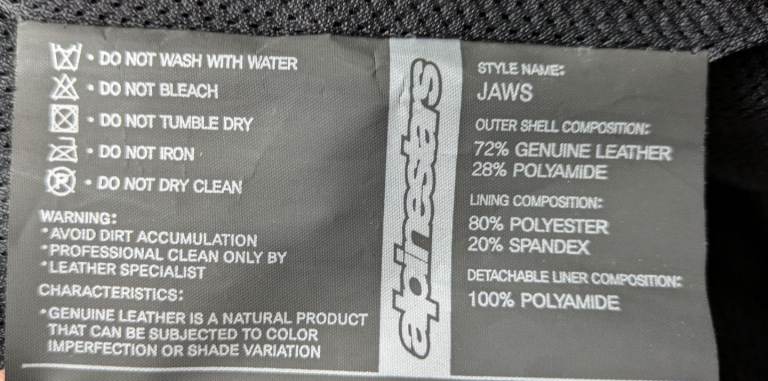 • DO NOT WASH WITH WATER
• DO NOT BLEACH
• DO NOT TUMBLE DRY
• DO NOT IRON
P • DO NOT DRY CLEAN
WARNING:
*AVOID DIRT ACCUMULATION
*PROFESSIONAL CLEAN ONLY BY
*LEATHER SPECIALIST
CHARACTERISTICS:
*GENUINE LEATHER IS A NATURAL PRODUCT
THAT CAN BE SUBJECTED TO COLOR
IMPERFECTION OR SHADE VARIATION
alpinestars
STYLE NAME:
JAWS
OUTER SHELL COMPOSITION:
72% GENUINE LEATHER
28% POLYAMIDE
LINING COMPOSITION:
80% POLYESTER
20% SPANDEX
DETACHABLE LINER COMPOSITION:
100% POLYAMIDE